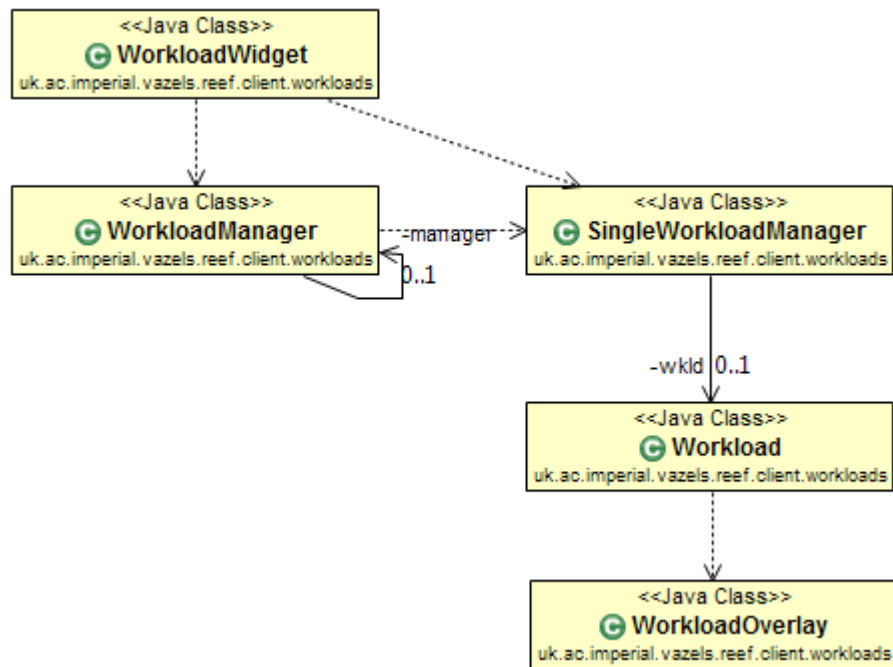 <<Java Class>>
C WorkloadWidget
uk.ac.imperial.vazels.reef.client.workloads
<<Java Class>>
C WorkloadManager
uk.ac.imperial.vazels.reef.client.workloads
-manager
0..1
<<Java Class>>
C SingleWorkloadManager
uk.ac.imperial.vazels.reef.client.workloads
-wkld 0..1
<<Java Class>>
C Workload
uk.ac.imperial.vazels.reef.client.workloads
<<Java Class>>
C WorkloadOverlay
uk.ac.imperial.vazels.reef.client.workloads